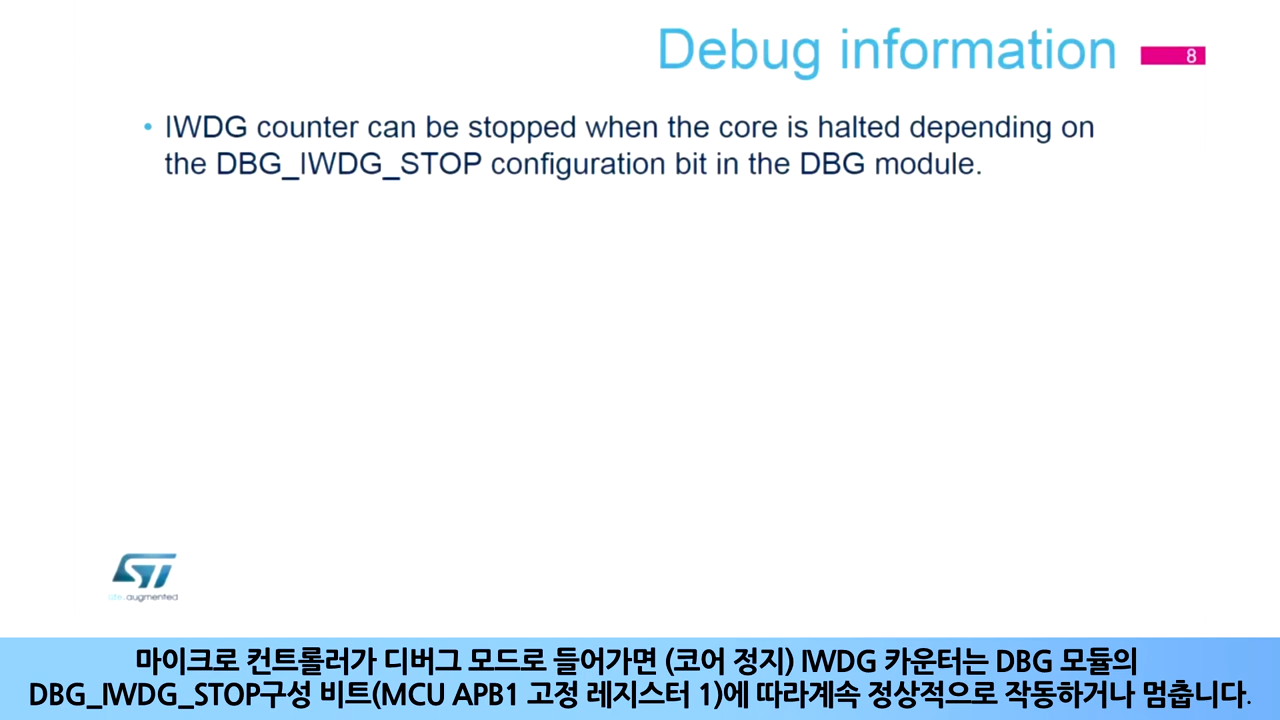 Debug information
8
• IWDG counter can be stopped when the core is halted depending on
the DBG_IWDG_STOP configuration bit in the DBG module.
ST
life.augmented
마이크로 컨트롤러가 디버그 모드로 들어가면 (코어 정지) IWDG 카운터는 DBG 모듈의
DBG_IWDG_STOP구성 비트(MCU APB1 고정 레지스터 1)에 따라계속 정상적으로 작동하거나 멈춥니다.